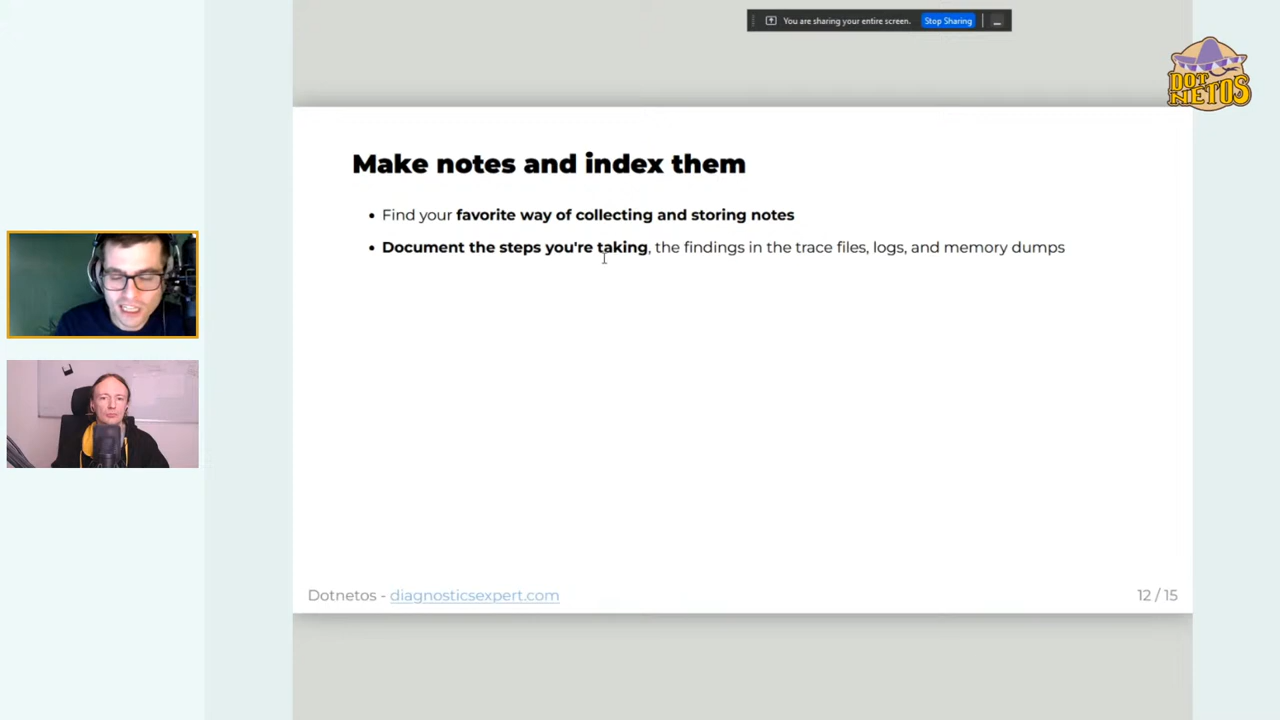 You are sharing your entire screen. Stop Sharing
DOT
NETOS
Make notes and index them
• Find your favorite way of collecting and storing notes
• Document the steps you're taking, the findings in the trace files, logs, and memory dumps
Dotnetos - diagnosticsexpert.com
12 / 15